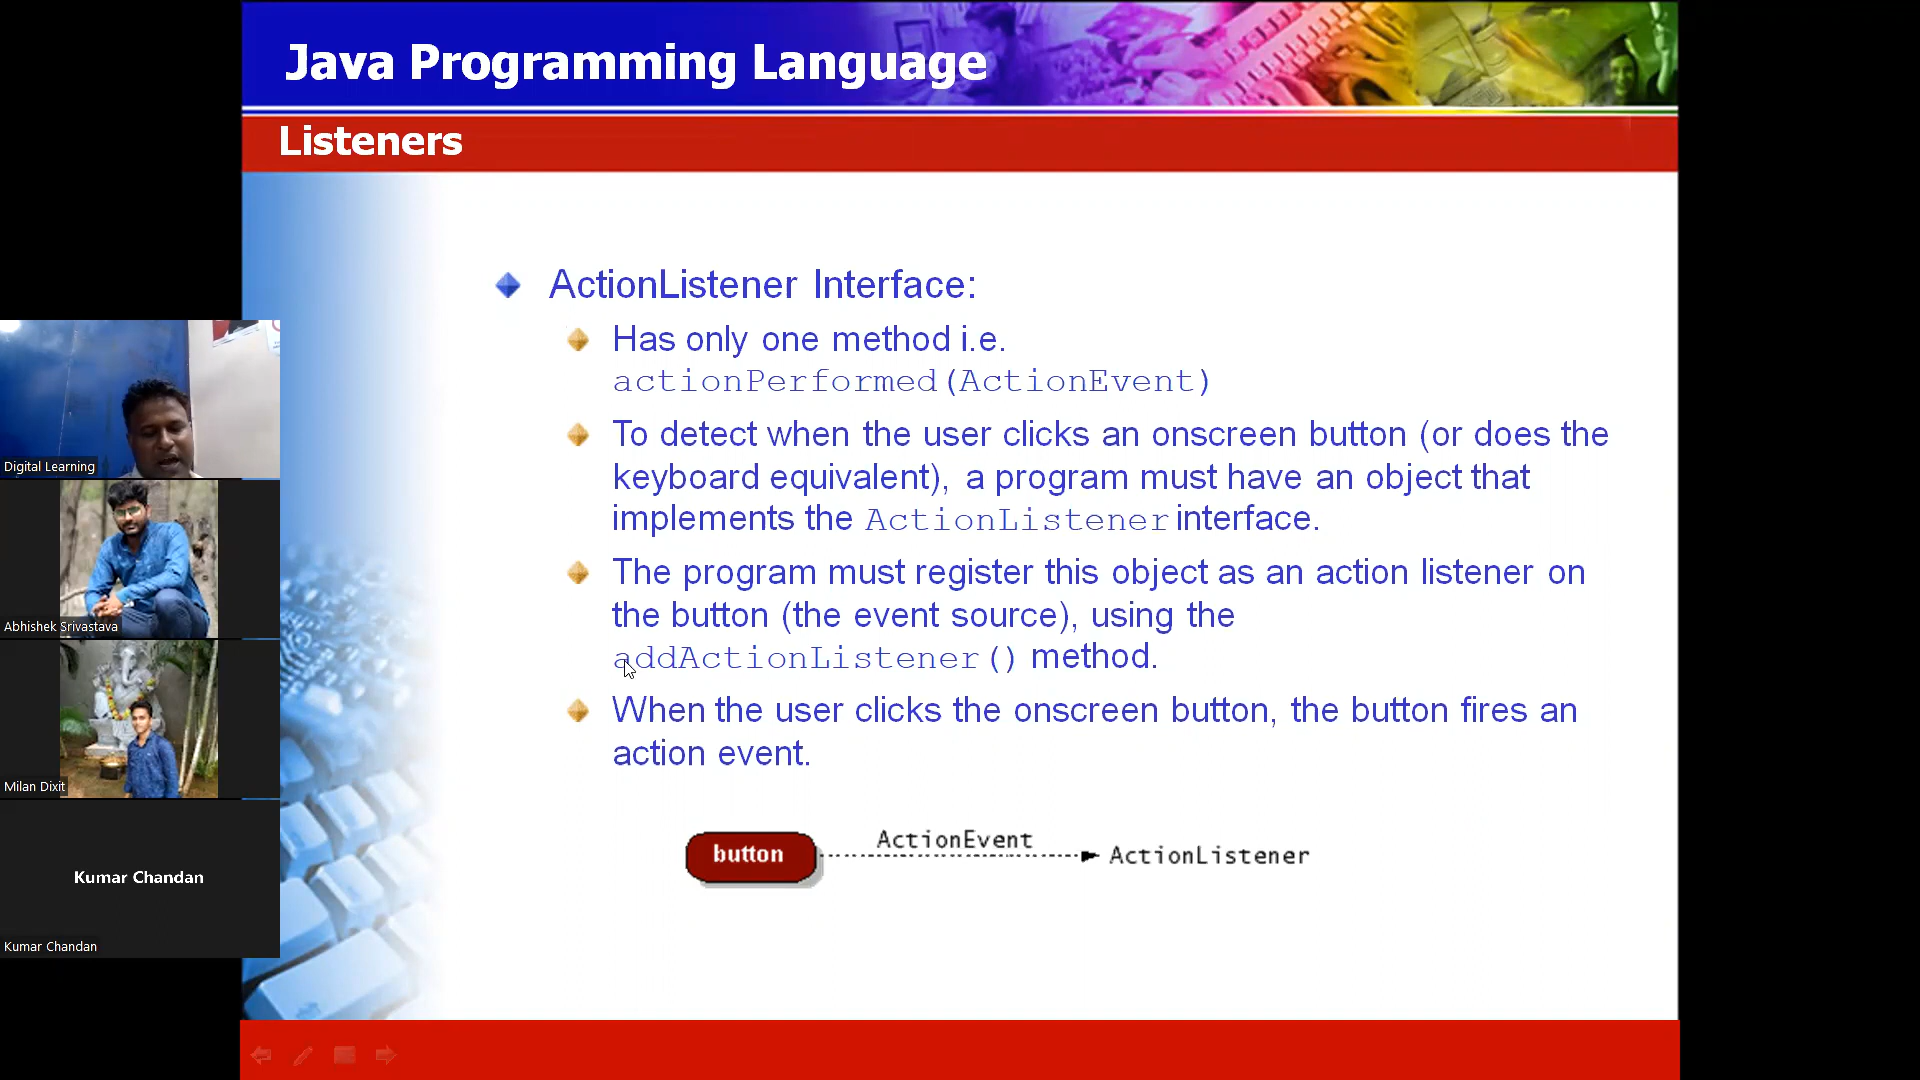 Java Programming Language
Listeners
ActionListener Interface:
Has only one method i.e.
actionPerformed(ActionEvent)
To detect when the user clicks an onscreen button (or does the
keyboard equivalent), a program must have an object that
implements the ActionListener interface.
The program must register this object as an action listener on
the button (the event source), using the
addActionListener() method.
When the user clicks the onscreen button, the button fires an
action event.
button
ActionEvent
ActionListener
Digital Learning
Abhishek Srivastava
Milan Dixit
Kumar Chandan
Kumar Chandan